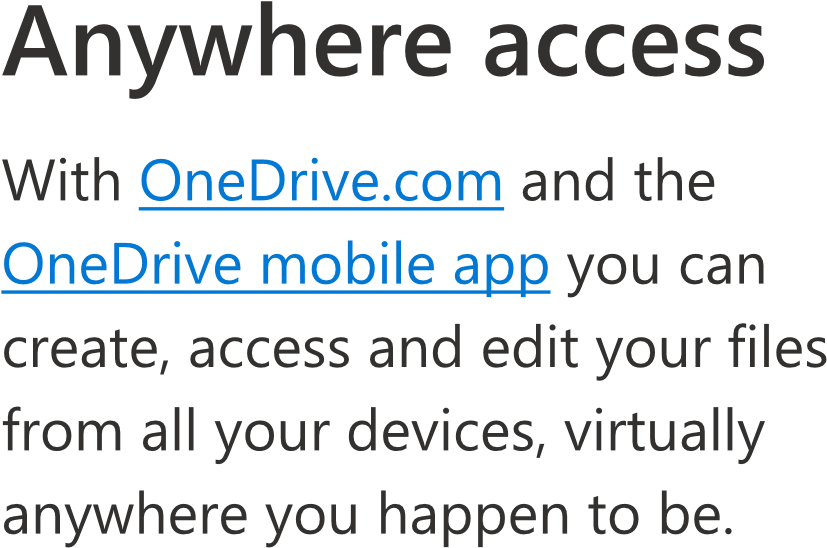 Anywhere access
With OneDrive.com and the
OneDrive mobile app you can
create, access and edit your files
from all your devices, virtually
anywhere you happen to be.